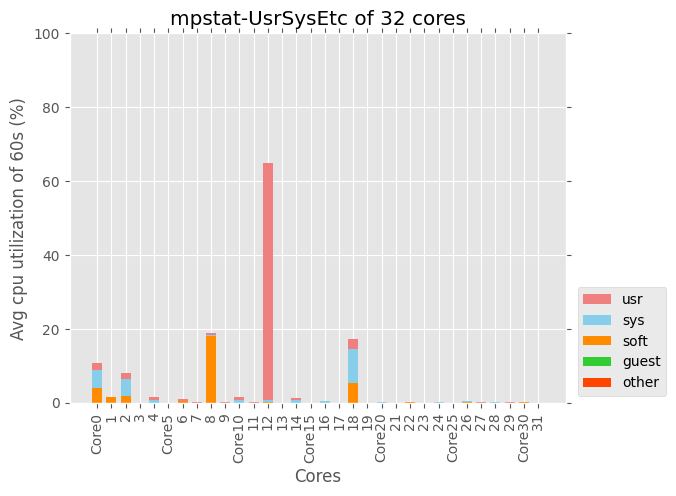 mpstat-UsrSysEtc of 32 cores
Avg cpu utilization of 60s (%)
100
80
60
40
20
0
Core0
1
2
3
4
Core5
6
7
8
9
Core10
11
12
13
14
Core15
16
17
18
19
Core20
21
22
23
24
Core25
26
27
28
29
Core30
31
Cores
usr
sys
soft
guest
other